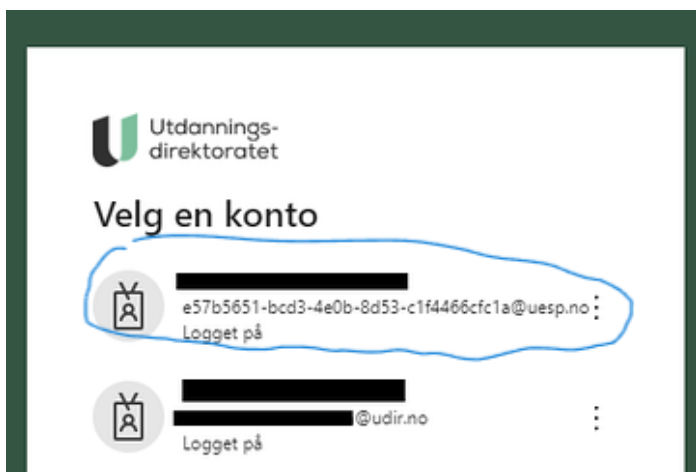 Utdannings-
direktoratet
Velg en konto
e57b5651-bcd3-4e0b-8d53-c1f4466cfc1a@uesp.no
Logget på
@udir.no
Logget på